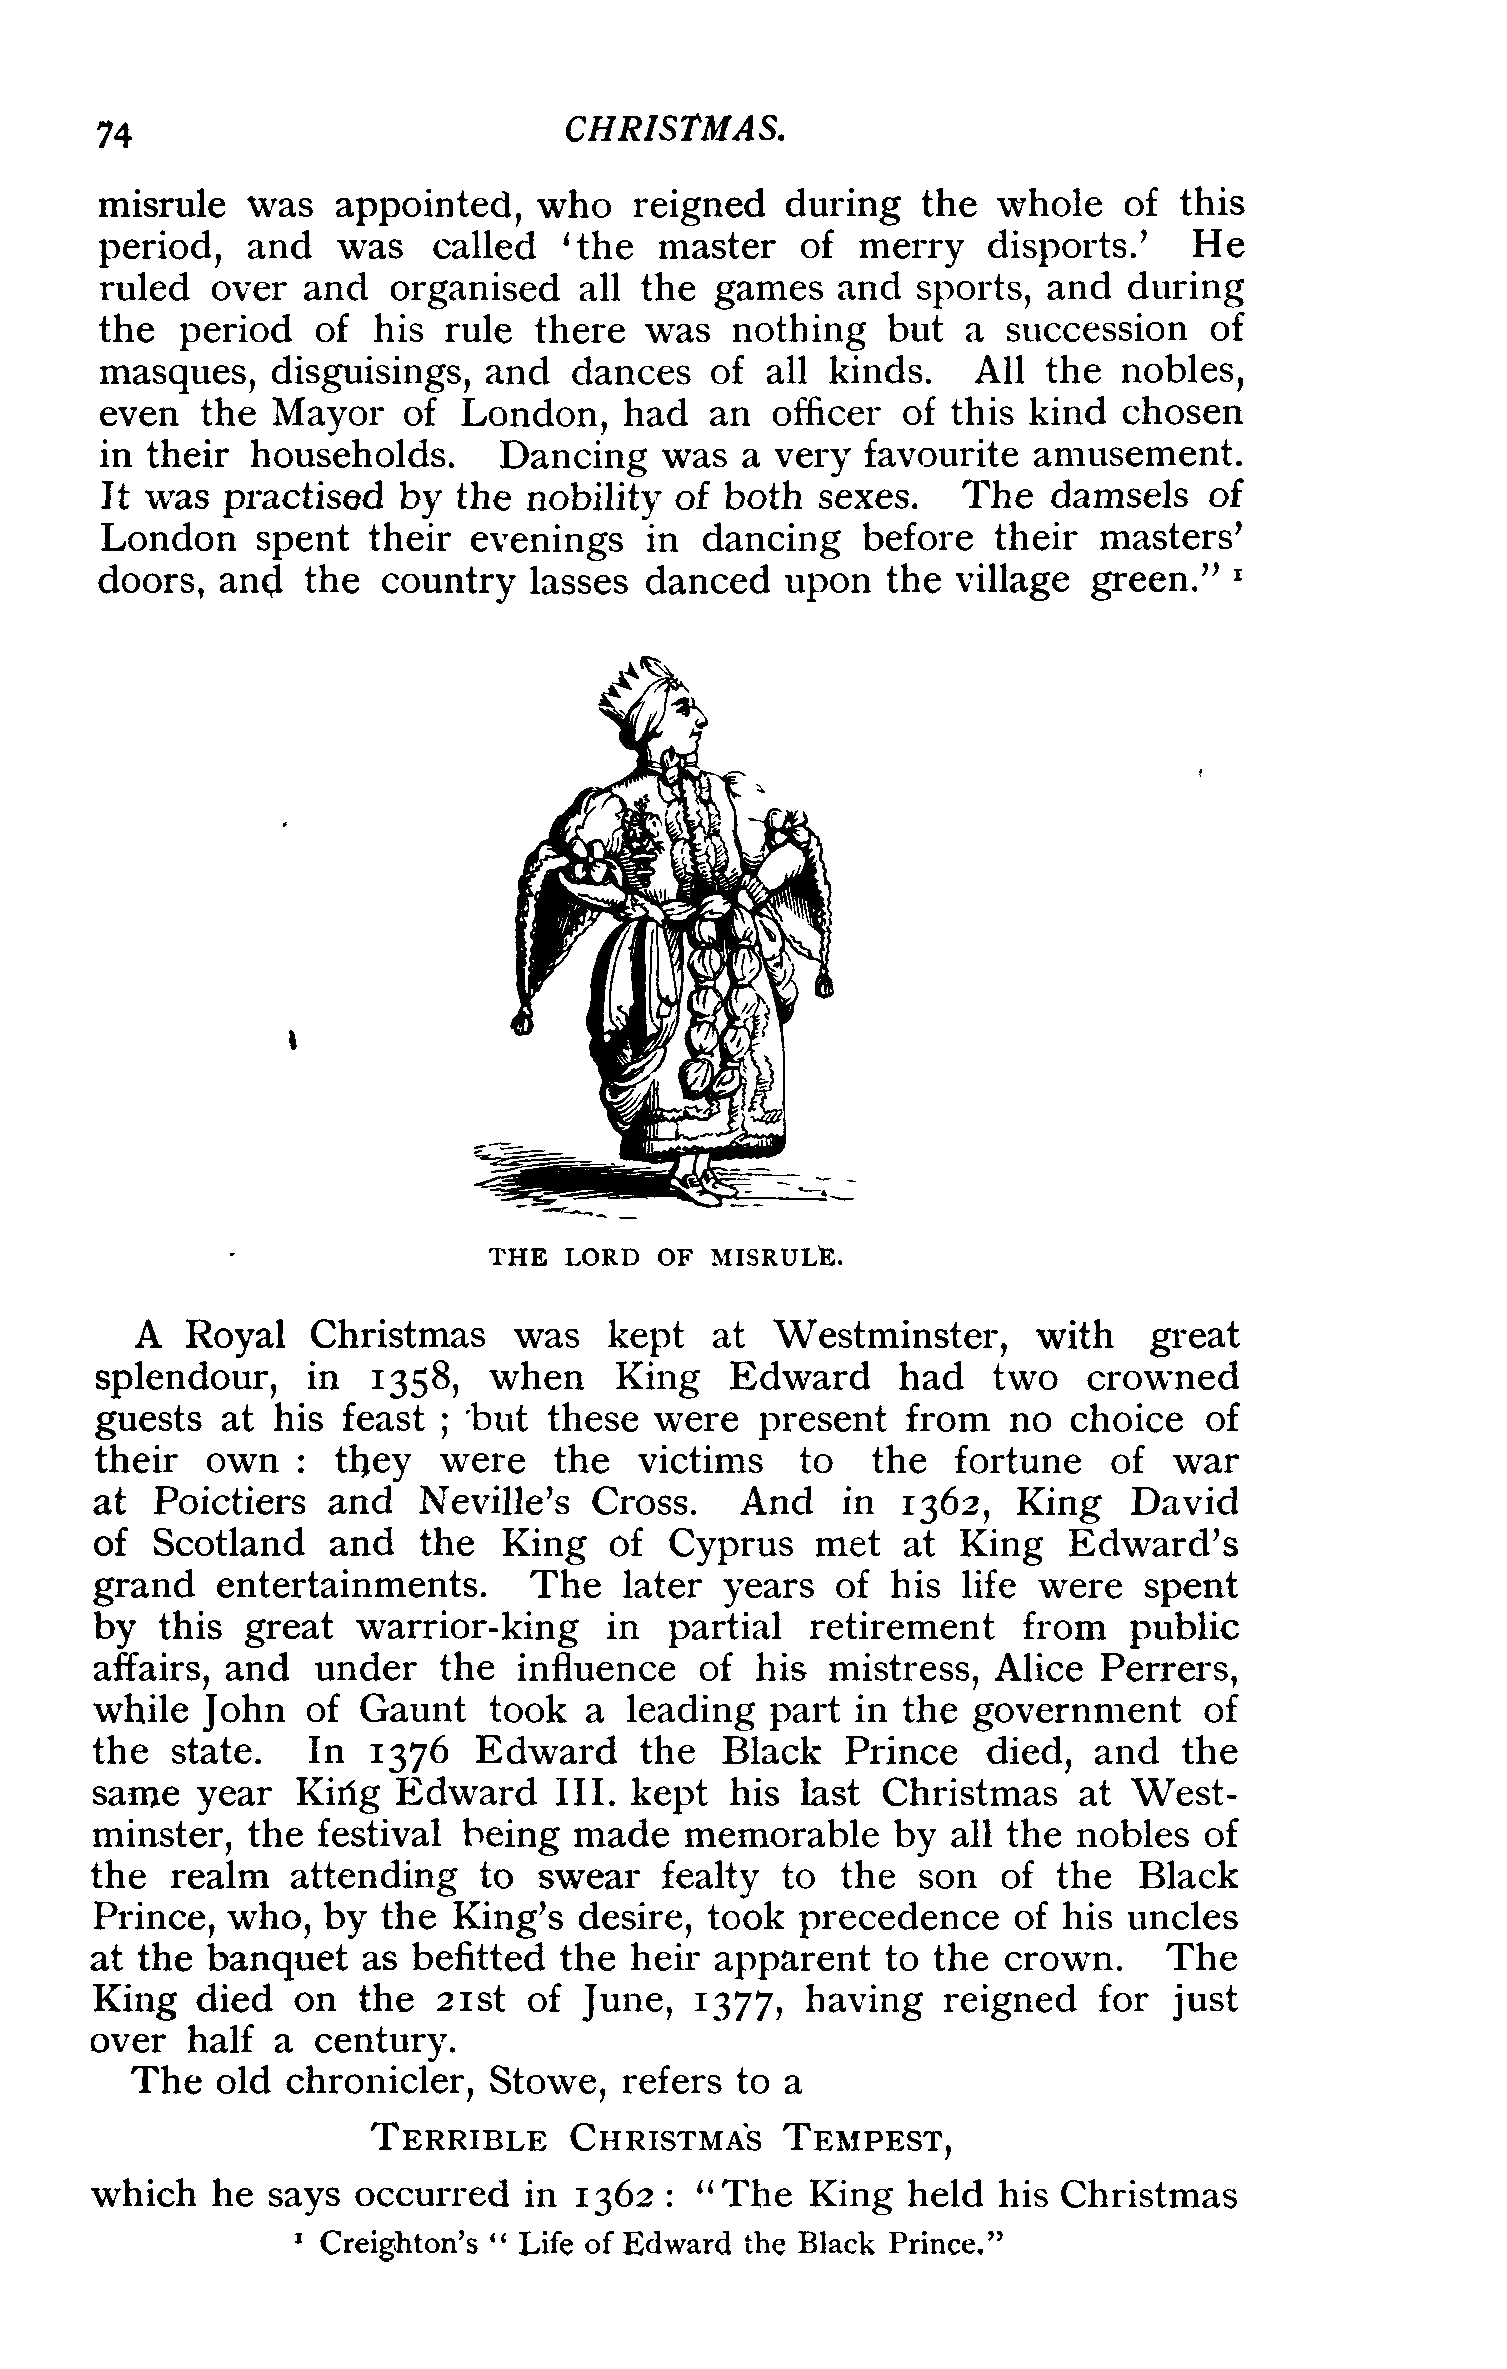 74 CHRISTMAS.
misrule was appointed, who reigned during the whole of this
period, and was called ‘the master of merry disports.’ He
ruled over and organised all the games and sports, and during
the period of his rule there was nothing but a succession of
masques, disguisings, and dances of all kinds. All the nobles,
even the Mayor of London, had an officer of this kind chosen
in their households. Dancing was a very favourite amusement.
It was practised by the nobility of both sexes. The damsels of
London spent their evenings in dancing before their masters’
doors, and the country lasses danced upon the village green.” ¹
THE LORD OF MISRULE.
A Royal Christmas was kept at Westminster, with great
splendour, in 1358, when King Edward had two crowned
guests at his feast ; but these were present from no choice of
their own : they were the victims to the fortune of war
at Poictiers and Neville’s Cross. And in 1362, King David
of Scotland and the King of Cyprus met at King Edward’s
grand entertainments. The later years of his life were spent
by this great warrior-king in partial retirement from public
affairs, and under the influence of his mistress, Alice Perrers,
while John of Gaunt took a leading part in the government of
the state. In 1376 Edward the Black Prince died, and the
same year King Edward III. kept his last Christmas at West-
minster, the festival being made memorable by all the nobles of
the realm attending to swear fealty to the son of the Black
Prince, who, by the King’s desire, took precedence of his uncles
at the banquet as befitted the heir apparent to the crown. The
King died on the 21st of June, 1377, having reigned for just
over half a century.
The old chronicler, Stowe, refers to a
TERRIBLE CHRISTMAS TEMPEST,
which he says occurred in 1362 : “The King held his Christmas
¹ Creighton’s “ Life of Edward the Black Prince.”